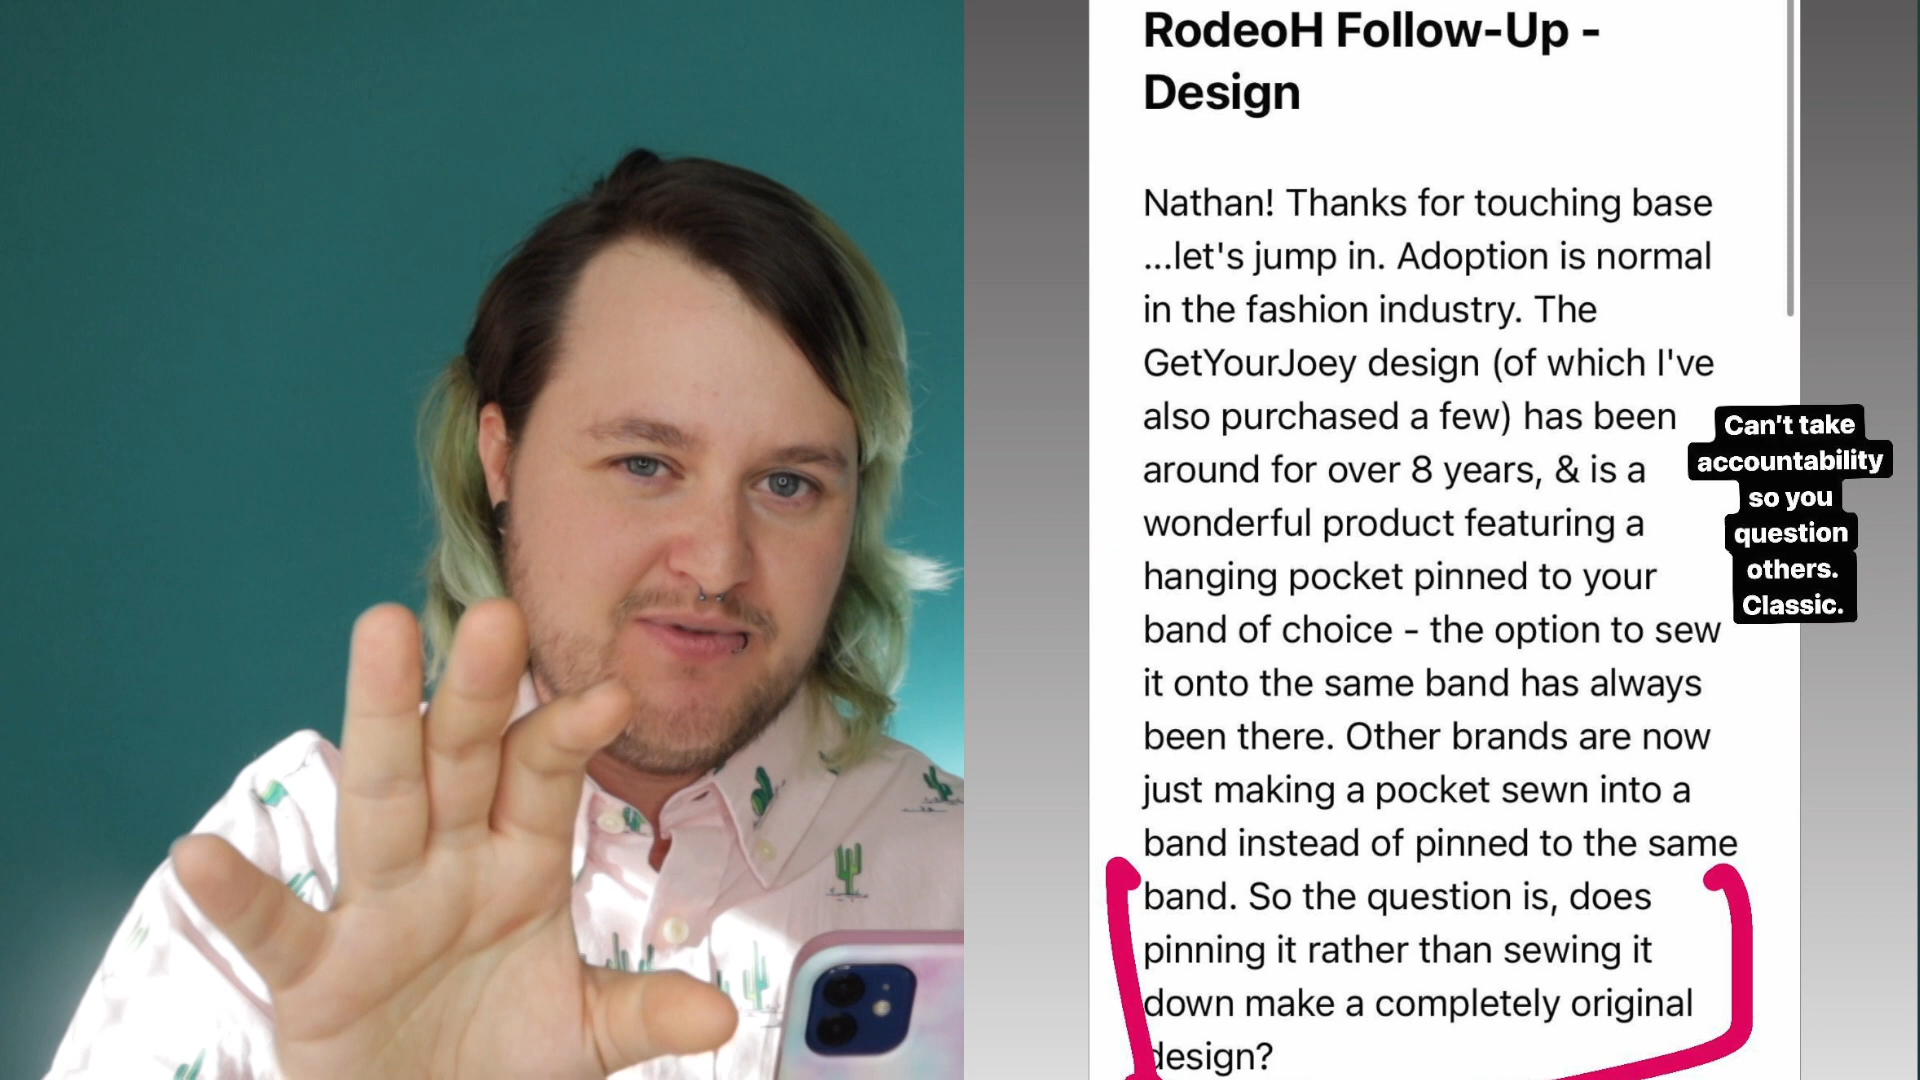 RodeoH Follow-Up -
Design
Nathan! Thanks for touching base
...let's jump in. Adoption is normal
in the fashion industry. The
GetYourJoey design (of which I've
also purchased a few) has been
around for over 8 years, & is a
wonderful product featuring a
hanging pocket pinned to your
band of choice - the option to sew
it onto the same band has always
been there. Other brands are now
just making a pocket sewn into a
band instead of pinned to the same
band. So the question is, does
pinning it rather than sewing it
down make a completely original
design?
Can't take
accountability
so you
question
others.
Classic.